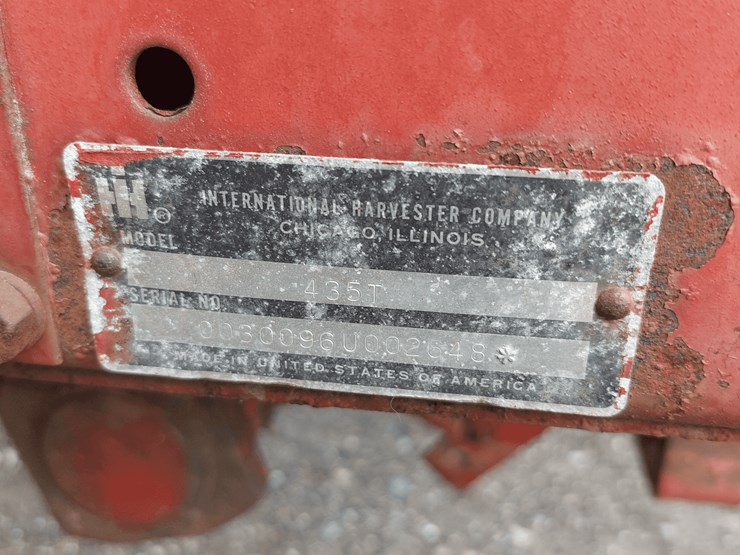 IH ®
INTERNATIONAL HARVESTER COMPANY
CHICAGO, ILLINOIS
MODEL
435T
SERIAL NO.
MADE IN UNITED STATES OF AMERICA